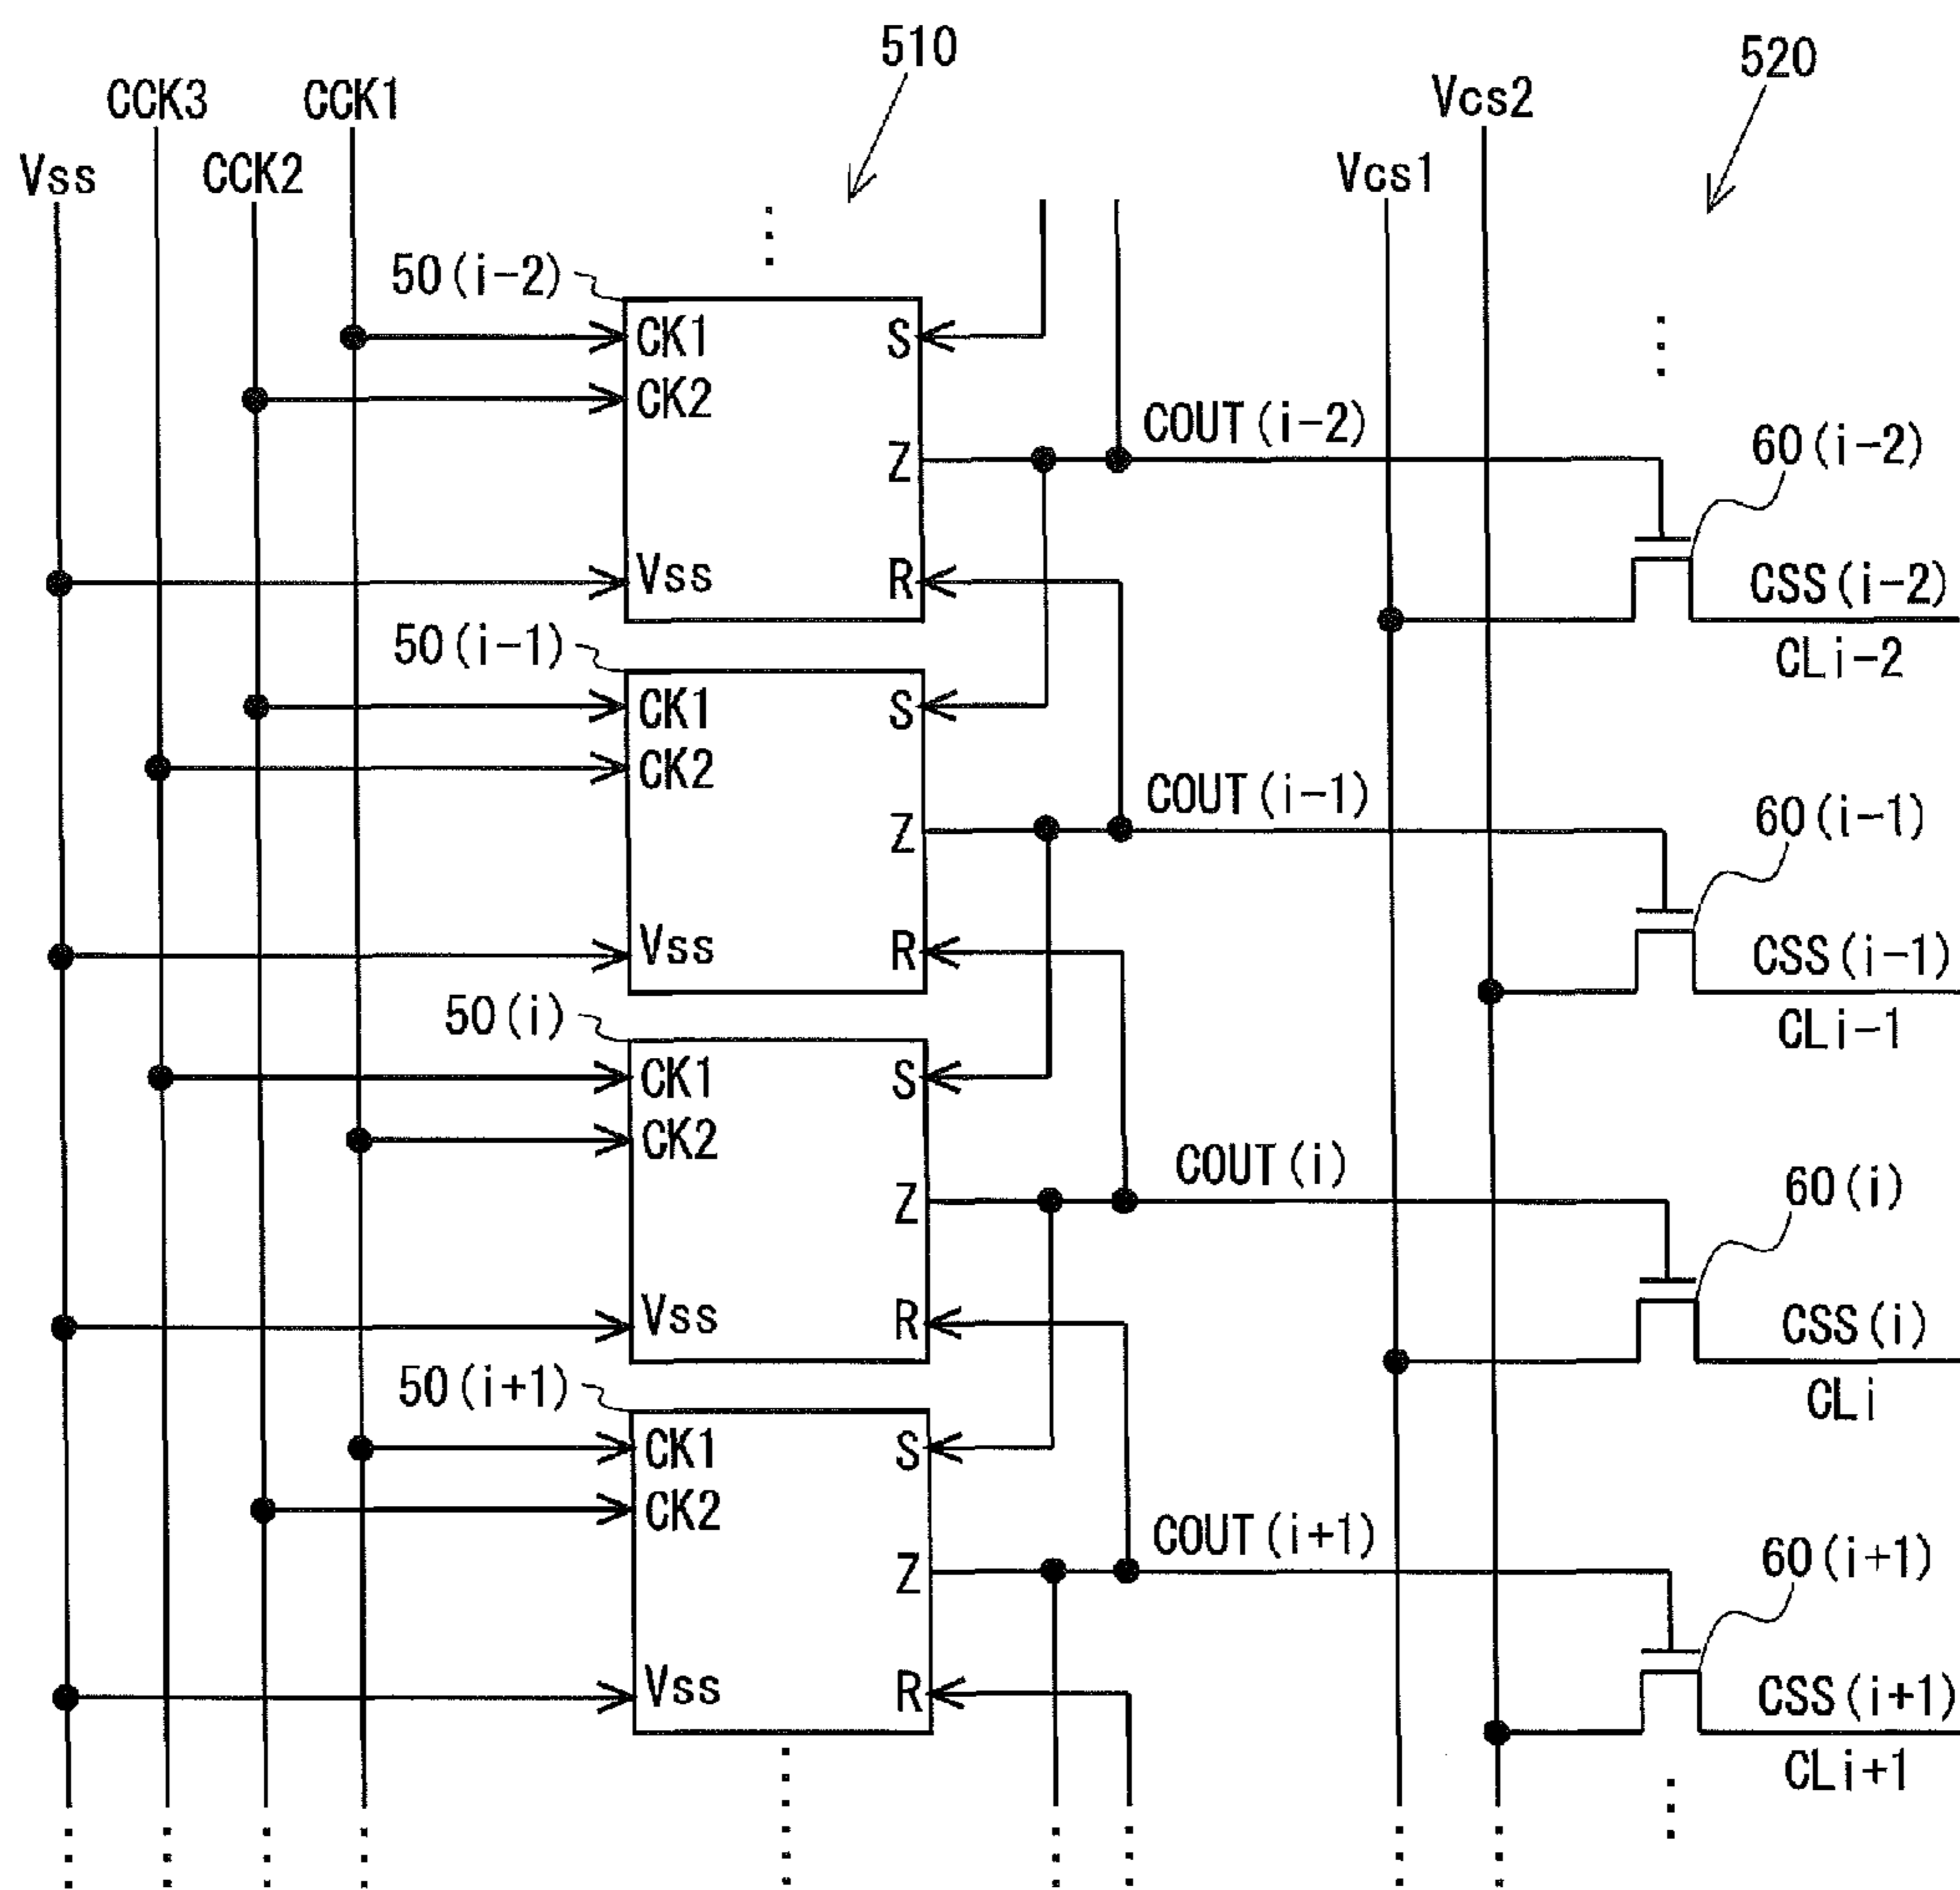 510
520
CCK3
CCK1
Vcs2
Vss
CCK2
Vcs1
50(i-2)
CK1
S
CK2
COUT(i-2)
Z
60(i-2)
Vss
R
CSS(i-2)
CLi-2
50(i-1)
CK1
S
CK2
COUT(i-1)
Z
60(i-1)
Vss
R
CSS(i-1)
CLi-1
50(i)
CK1
S
CK2
COUT(i)
Z
60(i)
Vss
R
CSS(i)
CLi
50(i+1)
CK1
S
CK2
COUT(i+1)
Z
60(i+1)
Vss
R
CSS(i+1)
CLi+1